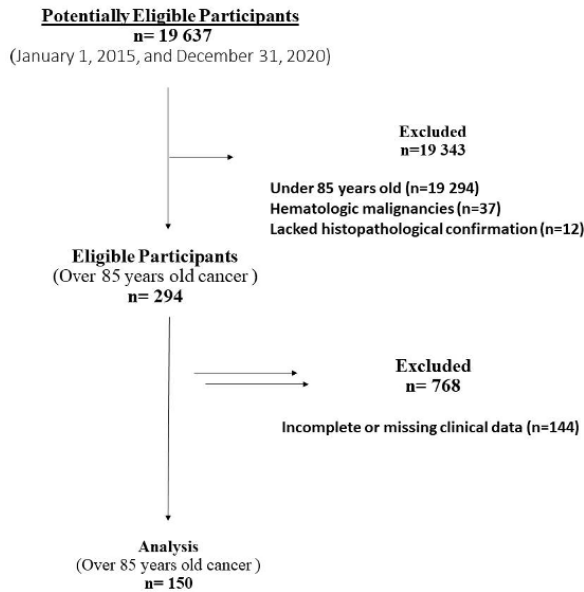 Potentially Eligible Participants
n= 19 637
(January 1, 2015, and December 31, 2020)
Excluded
n=19 343
Under 85 years old (n=19 294)
Hematologic malignancies (n=37)
Lacked histopathological confirmation (n=12)
Eligible Participants
(Over 85 years old cancer )
n= 294
Excluded
n= 768
Incomplete or missing clinical data (n=144)
Analysis
(Over 85 years old cancer )
n= 150